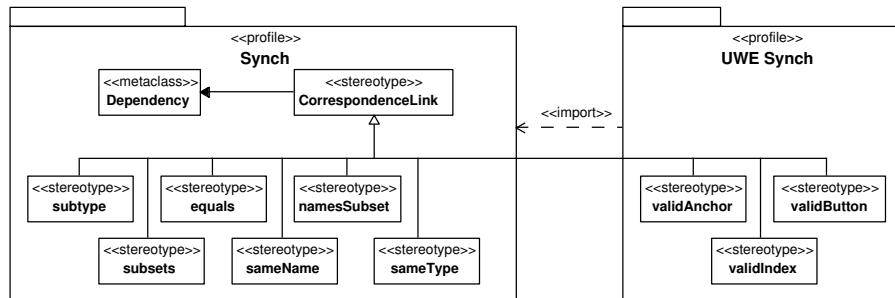 <<profile>>
Synch
<<metaclass>>
Dependency
<<stereotype>>
CorrespondenceLink
<<stereotype>>
subtype
<<stereotype>>
equals
<<stereotype>>
namesSubset
<<stereotype>>
subsets
<<stereotype>>
sameName
<<stereotype>>
sameType
<<import>>
<<profile>>
UWE Synch
<<stereotype>>
validAnchor
<<stereotype>>
validButton
<<stereotype>>
validIndex